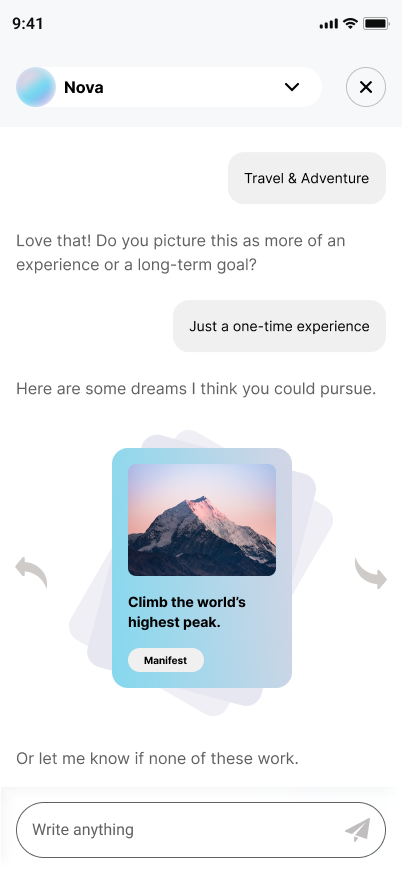 9:41
Nova
Travel & Adventure
Love that! Do you picture this as more of an
experience or a long-term goal?
Just a one-time experience
Here are some dreams I think you could pursue.
Climb the world’s
highest peak.
Manifest
Or let me know if none of these work.
Write anything